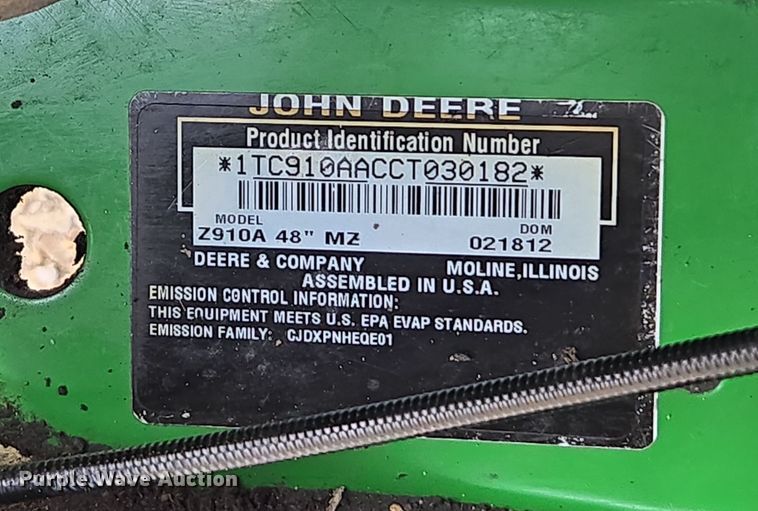 JOHN DEERE
Product Identification Number
*1TC910AACCT030182*
MODEL
DOM
Z910A 48" MZ
021812
DEERE & COMPANY
MOLINE, ILLINOIS
ASSEMBLED IN U.S.A.
EMISSION CONTROL INFORMATION:
THIS EQUIPMENT MEETS U.S. EPA EVAP STANDARDS.
EMISSION FAMILY: CJDXPNHEQE01
Purple Wave Auction